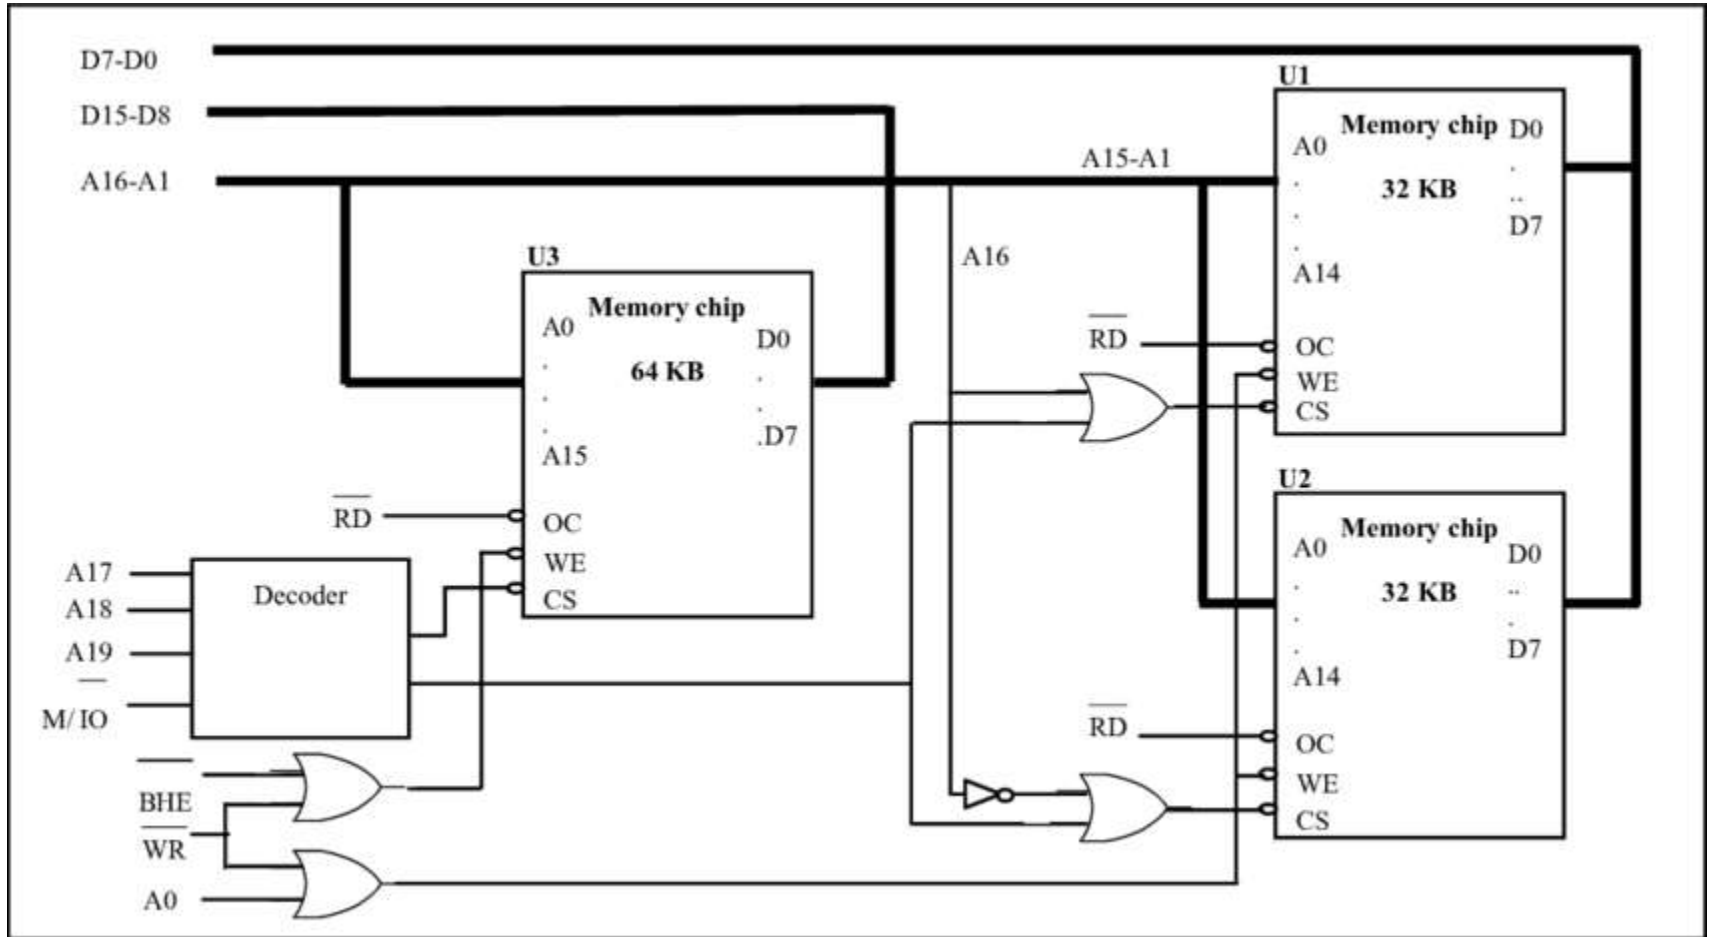 D7-D0
D15-D8
A16-A1
A15-A1
A16
U1
Memory chip
32 KB
A0
.
.
.
A14
D0
.
..
D7
RD
OC
WE
CS
U3
Memory chip
64 KB
A0
.
.
.
A15
D0
.
.
.D7
RD
OC
WE
CS
U2
Memory chip
32 KB
A0
.
.
.
A14
D0
..
.
D7
RD
OC
WE
CS
A17
A18
A19
M/ IO
Decoder
BHE
WR
A0